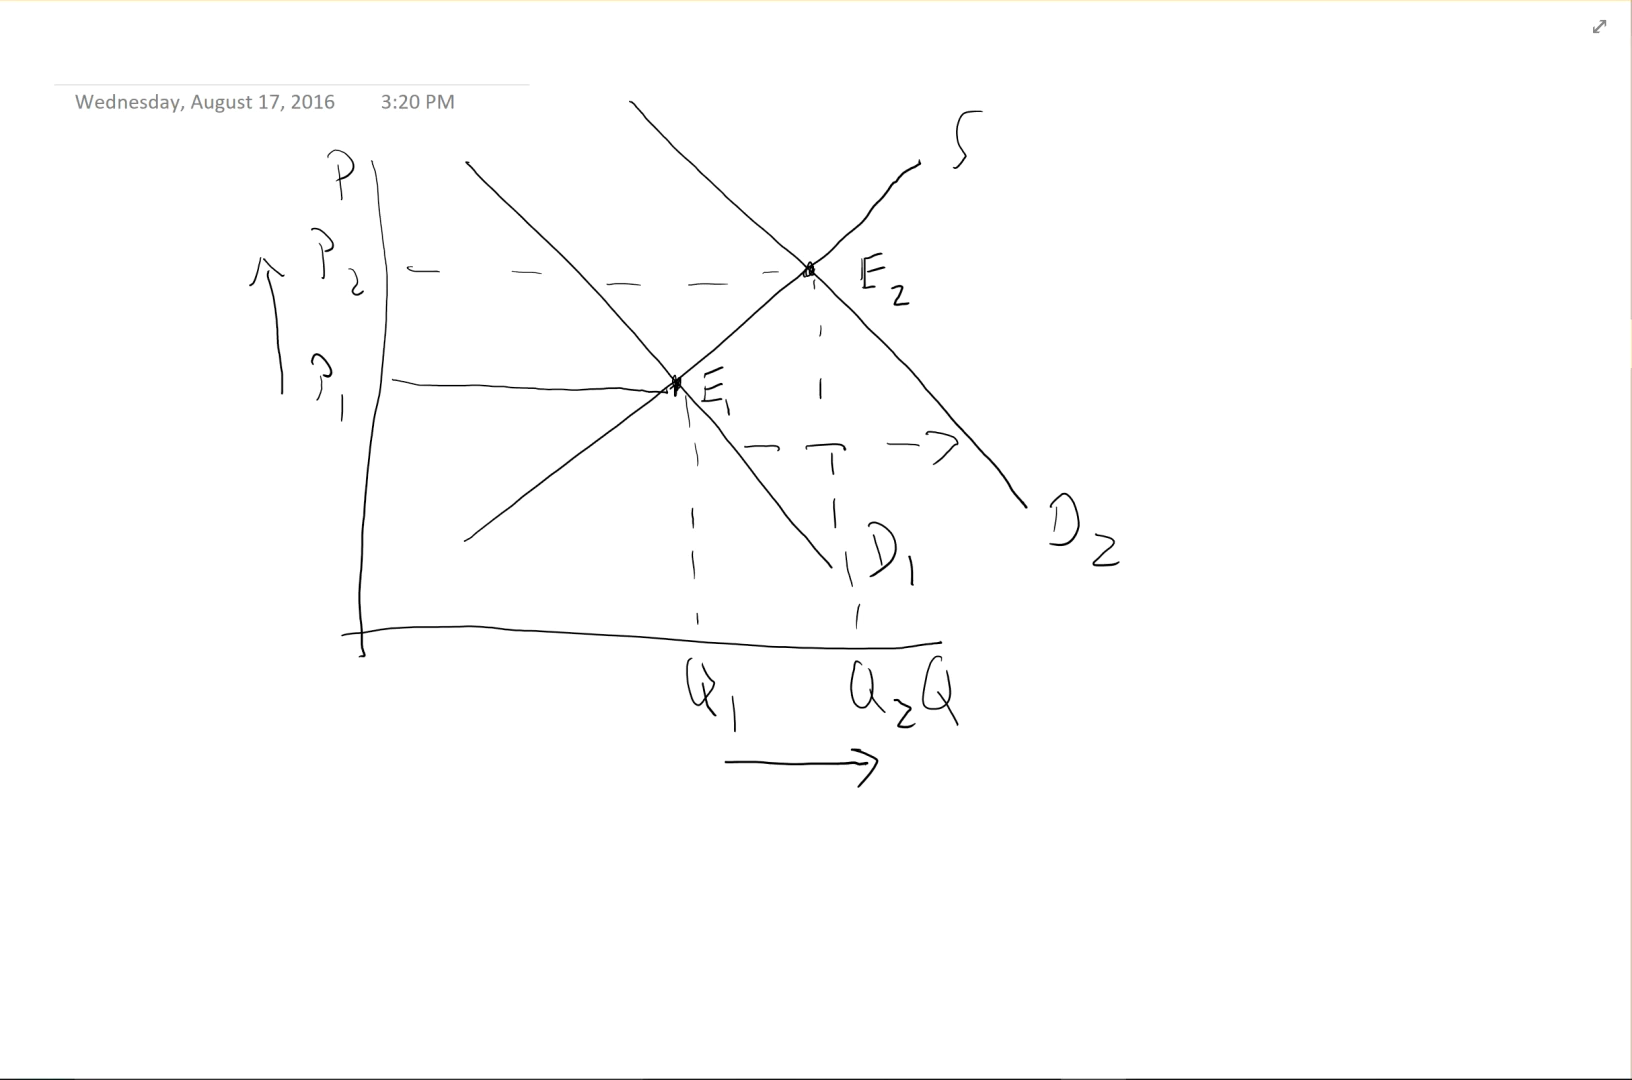 Wednesday, August 17, 2016 3:20 PM
S
P
P2
E2
P1
E1
D2
D1
Q1 Q2 Q